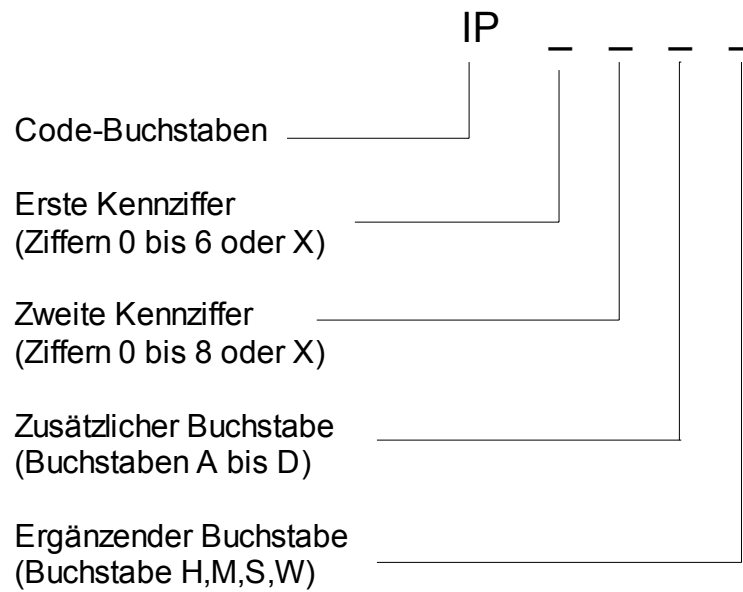 IP _ _ _ _
Code-Buchstaben
Erste Kennziffer
(Ziffern 0 bis 6 oder X)
Zweite Kennziffer
(Ziffern 0 bis 8 oder X)
Zusätzlicher Buchstabe
(Buchstaben A bis D)
Ergänzender Buchstabe
(Buchstabe H,M,S,W)